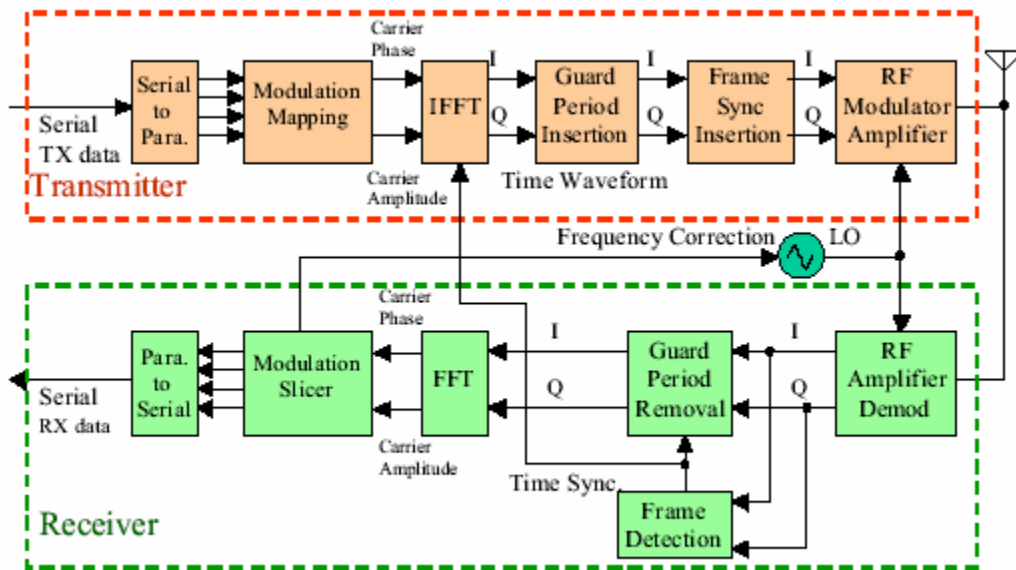 Carrier
Phase
Serial
to
Para.
Modulation
Mapping
IFFT
I
Q
Guard
Period
Insertion
I
Q
Frame
Sync
Insertion
I
Q
RF
Modulator
Amplifier
Serial
TX data
Transmitter
Carrier
Amplitude
Time Waveform
Frequency Correction
LO
Carrier
Phase
Para.
to
Serial
Modulation
Slicer
FFT
I
Q
Guard
Period
Removal
I
Q
RF
Amplifier
Demod
Serial
RX data
Carrier
Amplitude
Time Sync.
Receiver
Frame
Detection